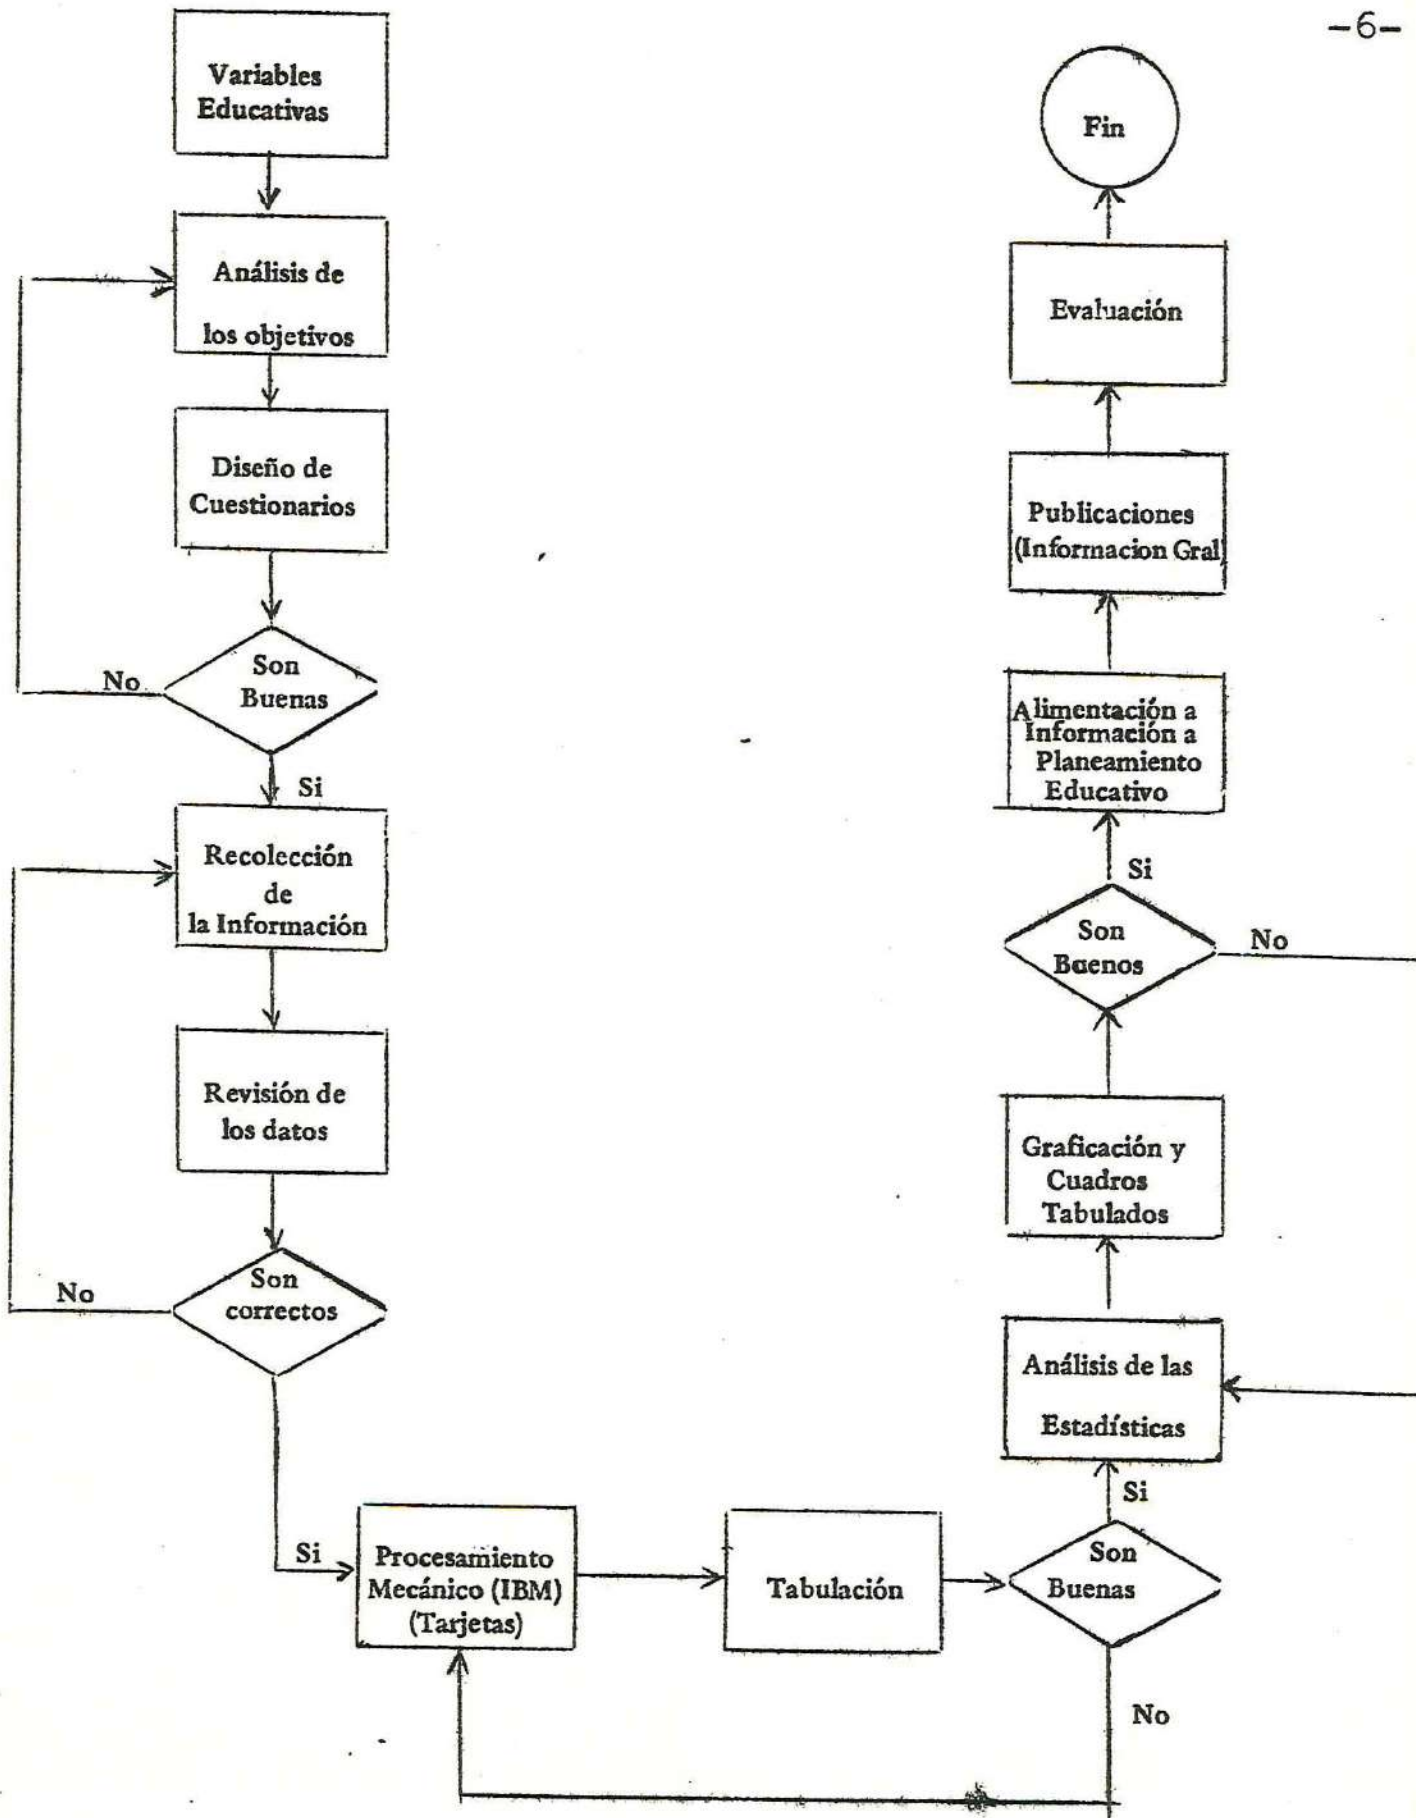 -6-
Variables
Educativas
Análisis de
los objetivos
Diseño de
Cuestionarios
Son
Buenas
No
Si
Recolección
de
la Información
Revisión de
los datos
Son
correctos
No
Si
Procesamiento
Mecánico (IBM)
(Tarjetas)
Tabulación
Son
Buenas
No
Si
Análisis de las
Estadísticas
Graficación y
Cuadros
Tabulados
Son
Buenos
No
Si
Alimentación a
Información a
Planeamiento
Educativo
Publicaciones
(Informacion Gral)
Evaluación
Fin